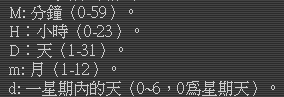 M: 分鐘（0-59）。
H：小時（0-23）。
D：天（1-31）。
m: 月（1-12）。
d: 一星期內的天（0~6，0為星期天）。